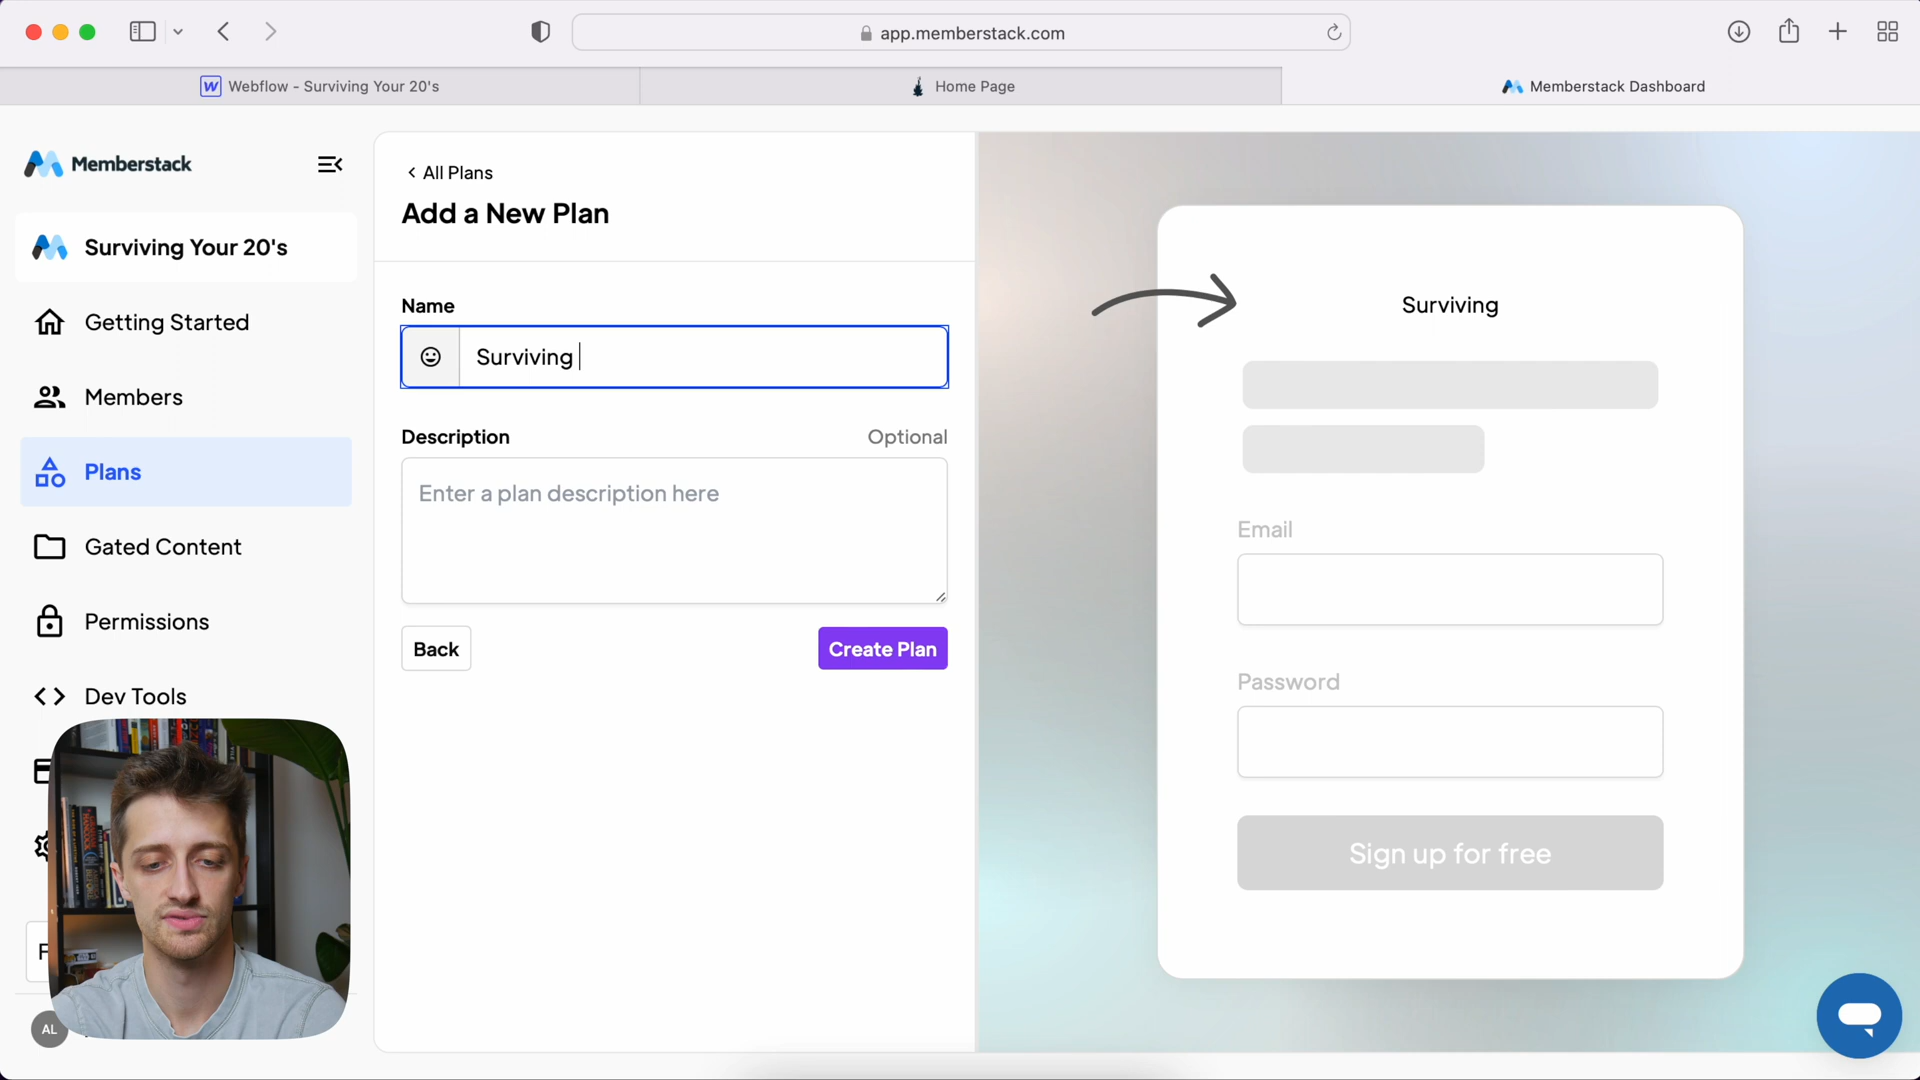 app.memberstack.com
W Webflow - Surviving Your 20's
Home Page
Memberstack Dashboard
Memberstack
Surviving Your 20's
Getting Started
Members
Plans
Gated Content
Permissions
Dev Tools
F
AL
All Plans
Add a New Plan
Name
Surviving
Description
Optional
Enter a plan description here
Back
Create Plan
Surviving
Email
Password
Sign up for free